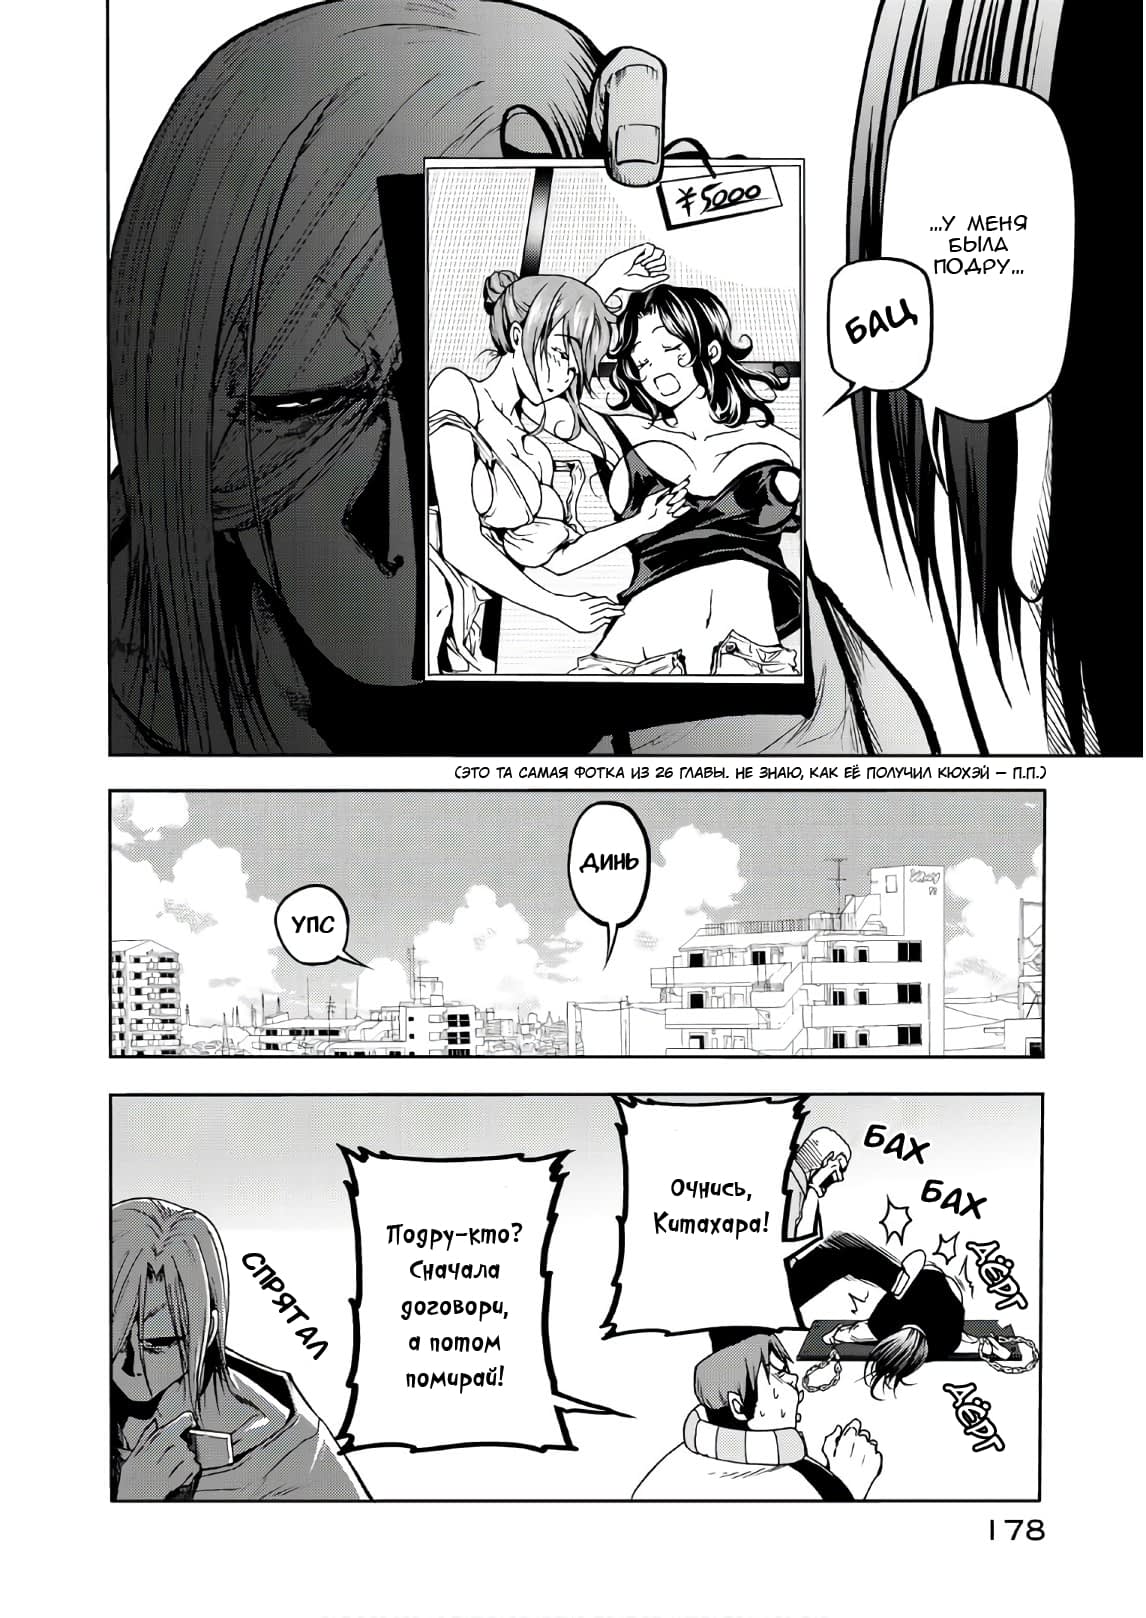 ¥5000
...У МЕНЯ
БЫЛА
ПОДРУ...
БАЦ
(ЭТО ТА САМАЯ ФОТКА ИЗ 26 ГЛАВЫ. НЕ ЗНАЮ, КАК ЕЁ ПОЛУЧИЛ КЮХЭЙ – П.П.)
ДИНЬ
УПС
Очнись,
Китахара!
БАХ
БАХ
ДЁРГ
ДЁРГ
Подру-кто?
Сначала
договори,
а потом
помирай!
СПРЯТАЛ
178